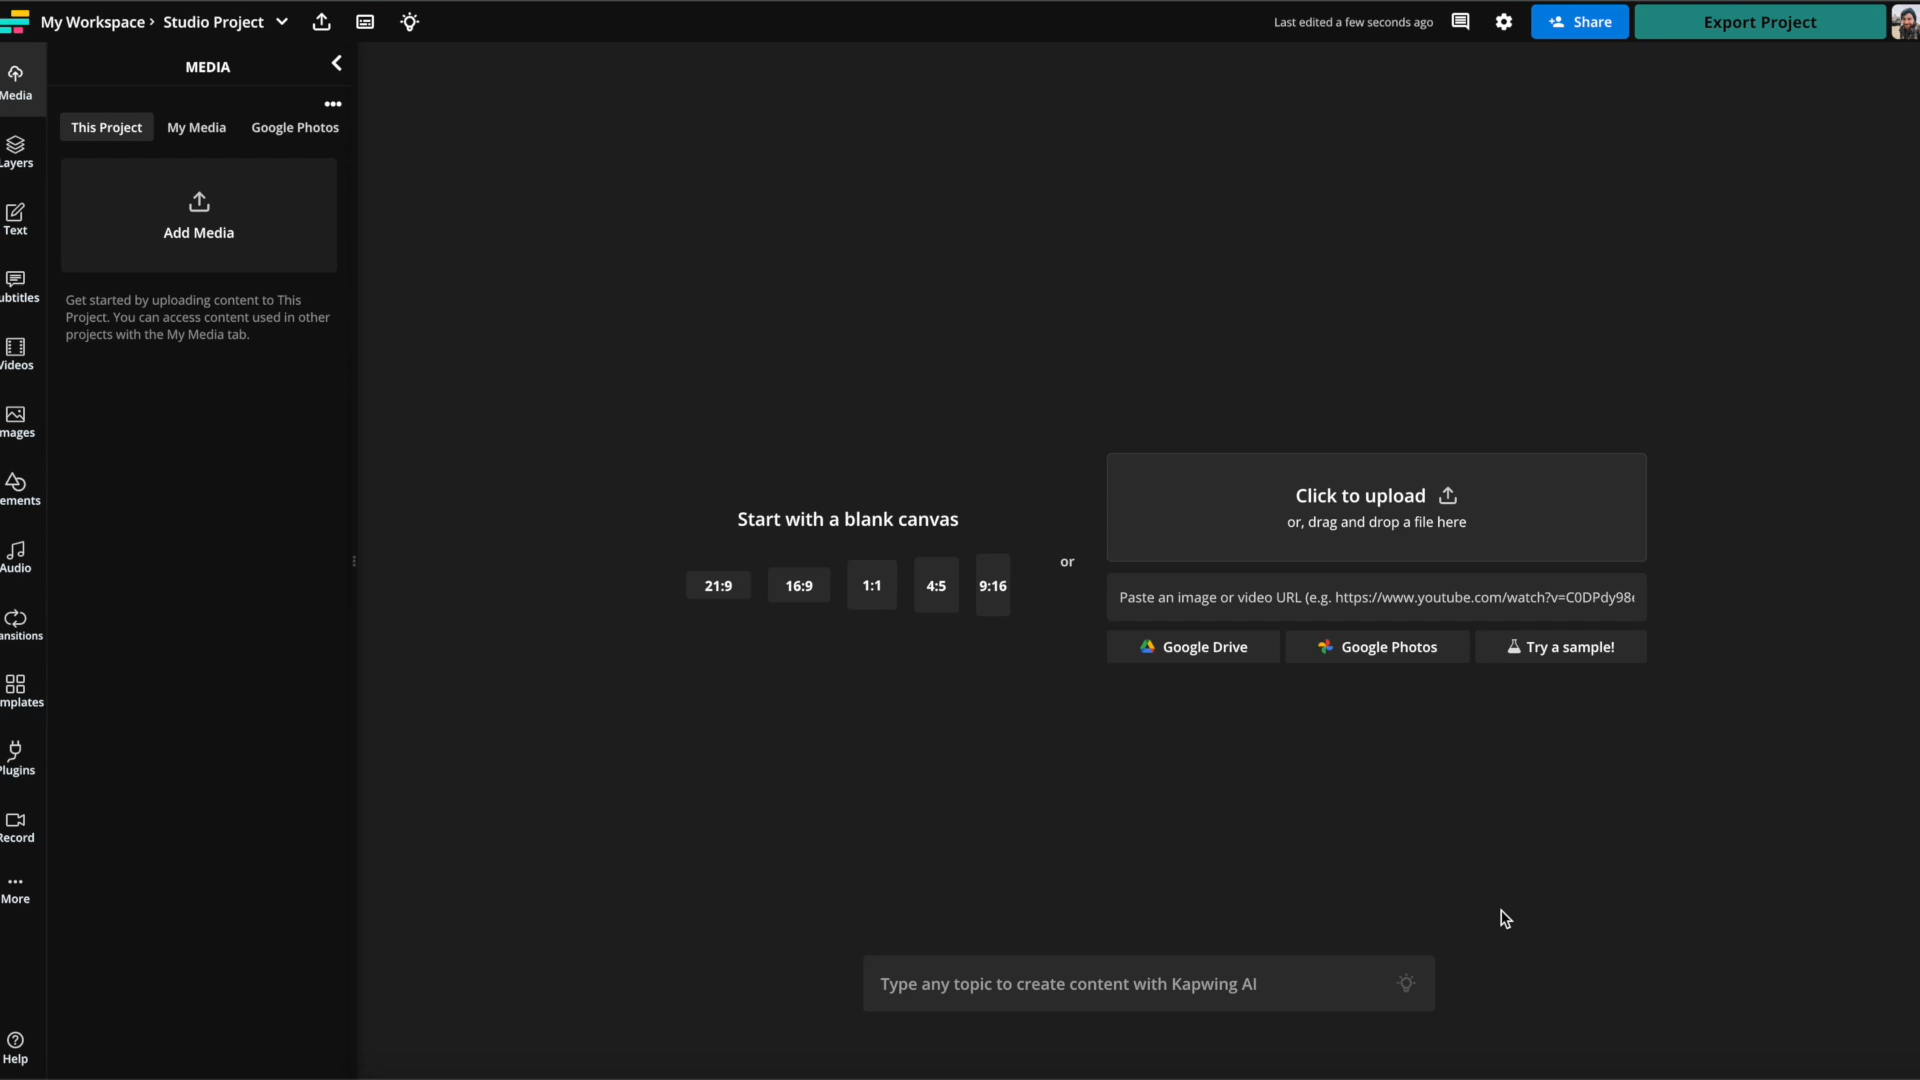 My Workspace › Studio Project
Last edited a few seconds ago
Share
Export Project
MEDIA
This Project
My Media
Google Photos
Add Media
Get started by uploading content to This
Project. You can access content used in other
projects with the My Media tab.
Media
Layers
Text
ubtitles
Videos
mages
ements
Audio
ansitions
mplates
Plugins
Record
More
Help
Start with a blank canvas
21:9
16:9
1:1
4:5
9:16
or
Click to upload
or, drag and drop a file here
Paste an image or video URL (e.g. https://www.youtube.com/watch?v=C0DPdy98
Google Drive
Google Photos
Try a sample!
Type any topic to create content with Kapwing AI